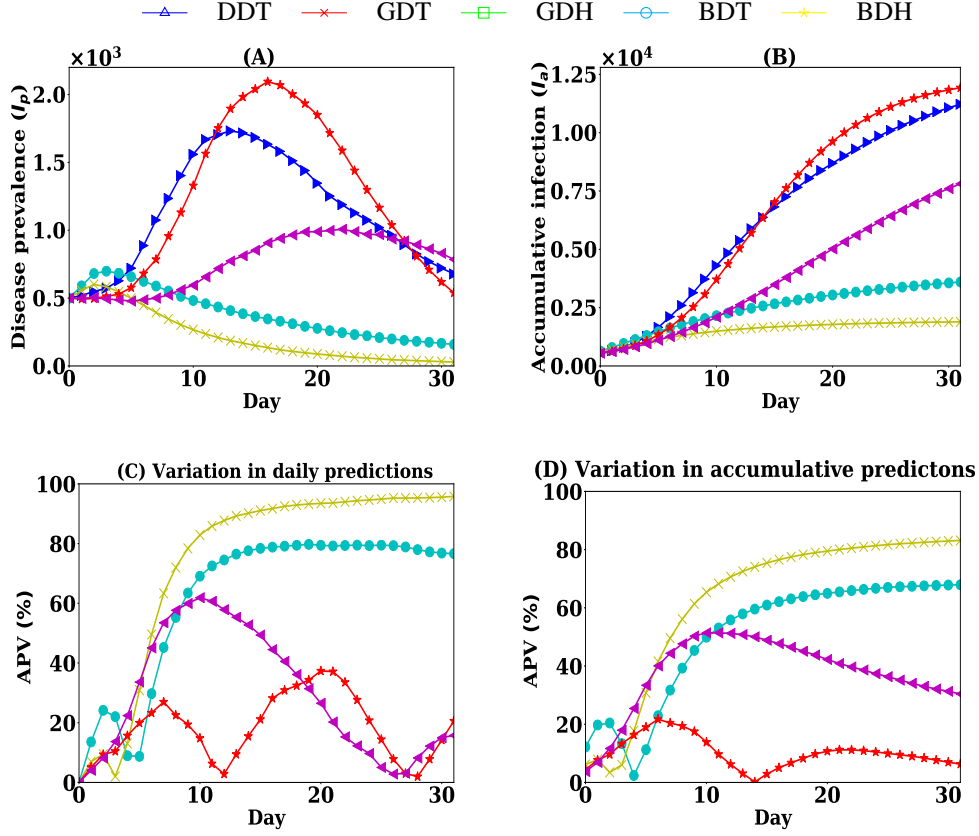 DDT GDT GDH BDT BDH
(A)
×10³
Disease prevalence (Iₚ)
2.0
1.5
1.0
0.5
0.0
0 10 20 30
Day
(B)
×10⁴
Accumulative infection (Iₐ)
1.25
1.00
0.75
0.50
0.25
0.00
0 10 20 30
Day
(C) Variation in daily predictions
APV (%)
100
80
60
40
20
0
0 10 20 30
Day
(D) Variation in accumulative predictons
APV (%)
100
80
60
40
20
0
0 10 20 30
Day